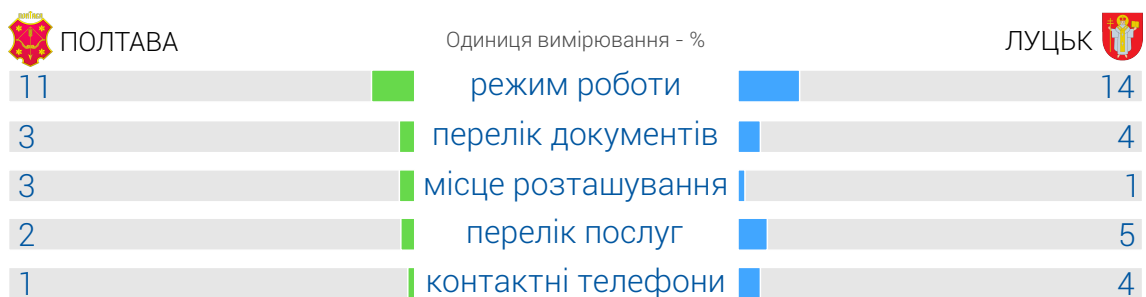 ПОЛТАВА Одиниця вимірювання - % ЛУЦЬК
11 режим роботи 14
3 перелік документів 4
3 місце розташування 1
2 перелік послуг 5
1 контактні телефони 4